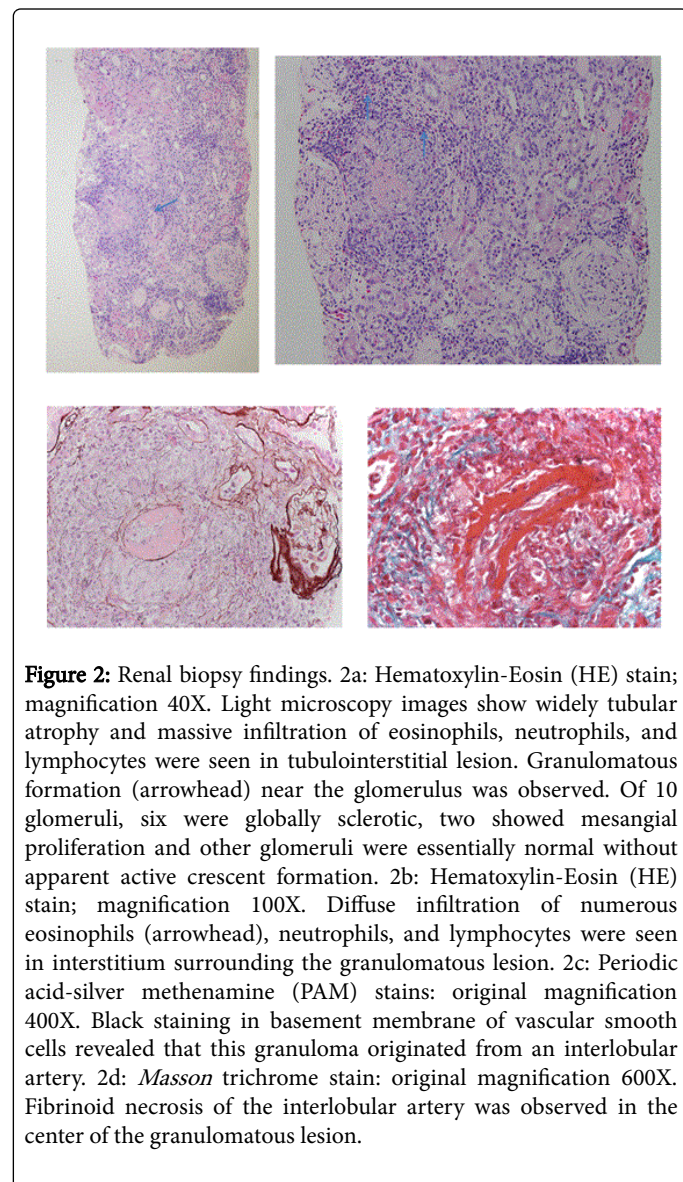 Figure 2: Renal biopsy findings. 2a: Hematoxylin-Eosin (HE) stain;
magnification 40X. Light microscopy images show widely tubular
atrophy and massive infiltration of eosinophils, neutrophils, and
lymphocytes were seen in tubulointerstitial lesion. Granulomatous
formation (arrowhead) near the glomerulus was observed. Of 10
glomeruli, six were globally sclerotic, two showed mesangial
proliferation and other glomeruli were essentially normal without
apparent active crescent formation. 2b: Hematoxylin-Eosin (HE)
stain; magnification 100X. Diffuse infiltration of numerous
eosinophils (arrowhead), neutrophils, and lymphocytes were seen
in interstitium surrounding the granulomatous lesion. 2c: Periodic
acid-silver methenamine (PAM) stains: original magnification
400X. Black staining in basement membrane of vascular smooth
cells revealed that this granuloma originated from an interlobular
artery. 2d: Masson trichrome stain: original magnification 600X.
Fibrinoid necrosis of the interlobular artery was observed in the
center of the granulomatous lesion.